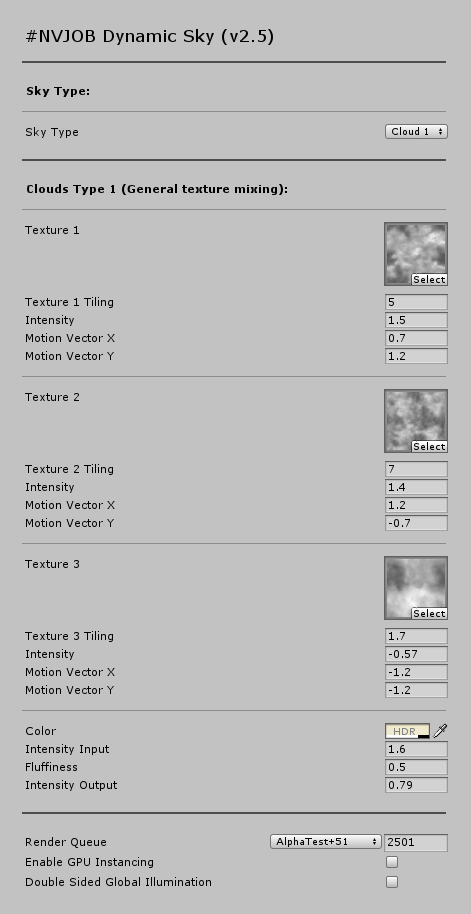 #NVJOB Dynamic Sky (v2.5)
Sky Type:
Sky Type Cloud 1
Clouds Type 1 (General texture mixing):
Texture 1
Select
Texture 1 Tiling 5
Intensity 1.5
Motion Vector X 0.7
Motion Vector Y 1.2
Texture 2
Select
Texture 2 Tiling 7
Intensity 1.4
Motion Vector X 1.2
Motion Vector Y -0.7
Texture 3
Select
Texture 3 Tiling 1.7
Intensity -0.57
Motion Vector X -1.2
Motion Vector Y -1.2
Color HDR
Intensity Input 1.6
Fluffiness 0.5
Intensity Output 0.79
Render Queue AlphaTest+51 2501
Enable GPU Instancing
Double Sided Global Illumination